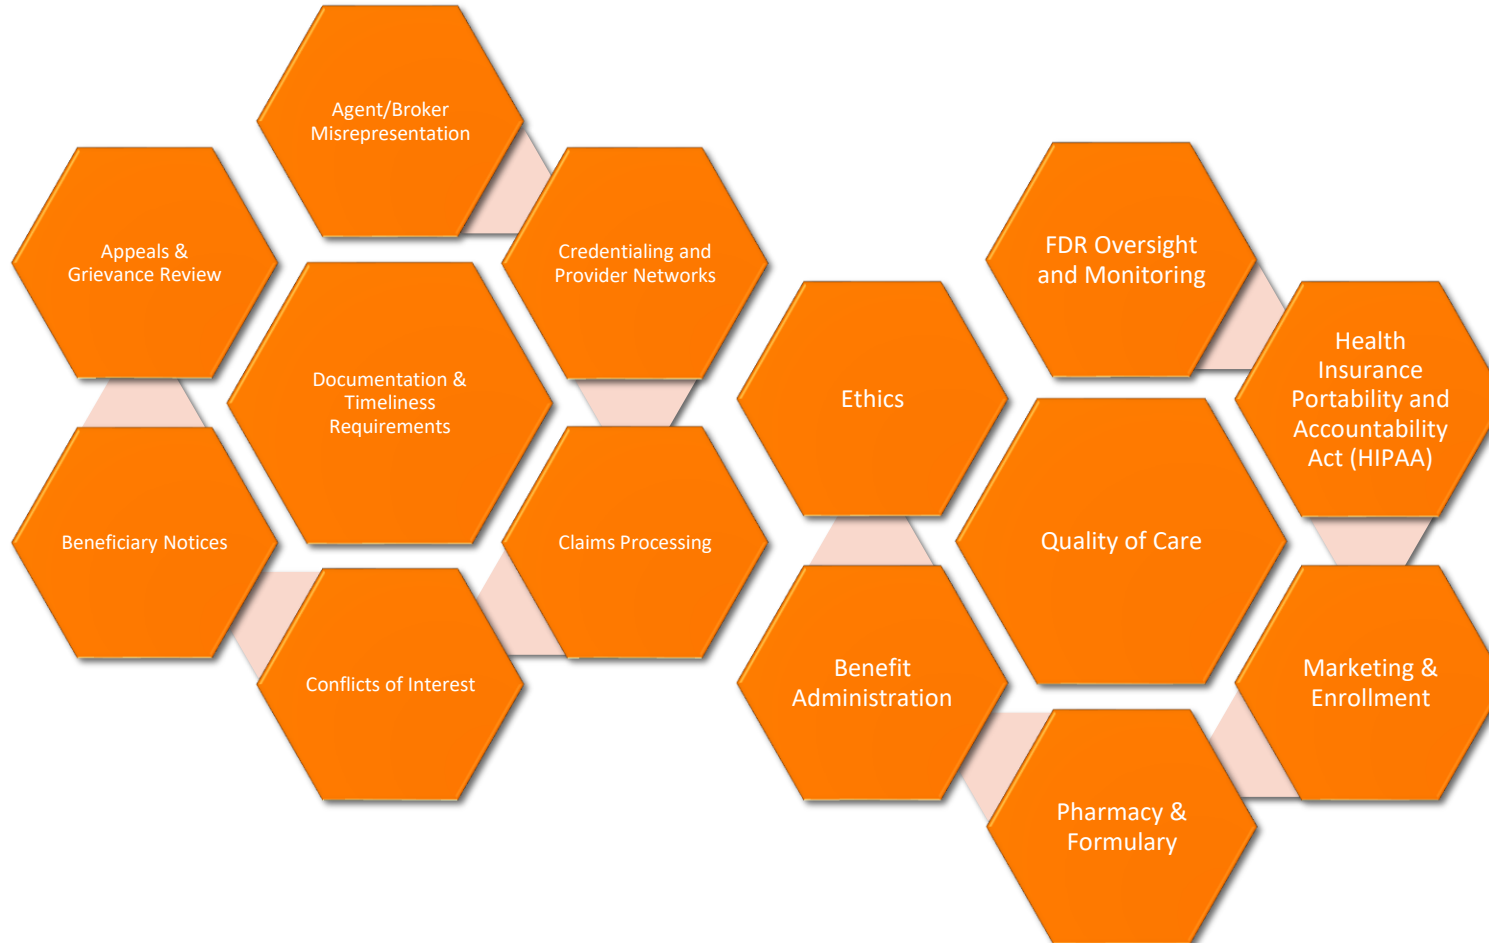 Agent/Broker
Misrepresentation
Appeals &
Grievance Review
Credentialing and
Provider Networks
Documentation &
Timeliness
Requirements
Beneficiary Notices
Claims Processing
Conflicts of Interest
FDR Oversight
and Monitoring
Ethics
Health
Insurance
Portability and
Accountability
Act (HIPAA)
Quality of Care
Benefit
Administration
Marketing &
Enrollment
Pharmacy &
Formulary